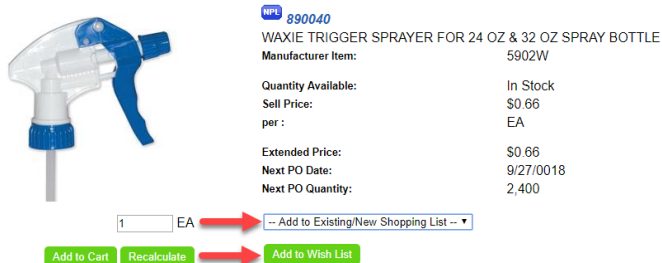 NPL 890040
WAXIE TRIGGER SPRAYER FOR 24 OZ & 32 OZ SPRAY BOTTLE
Manufacturer Item: 5902W
Quantity Available: In Stock
Sell Price: $0.66
per : EA
Extended Price: $0.66
Next PO Date: 9/27/0018
Next PO Quantity: 2,400
1 EA -- Add to Existing/New Shopping List --
Add to Cart Recalculate Add to Wish List